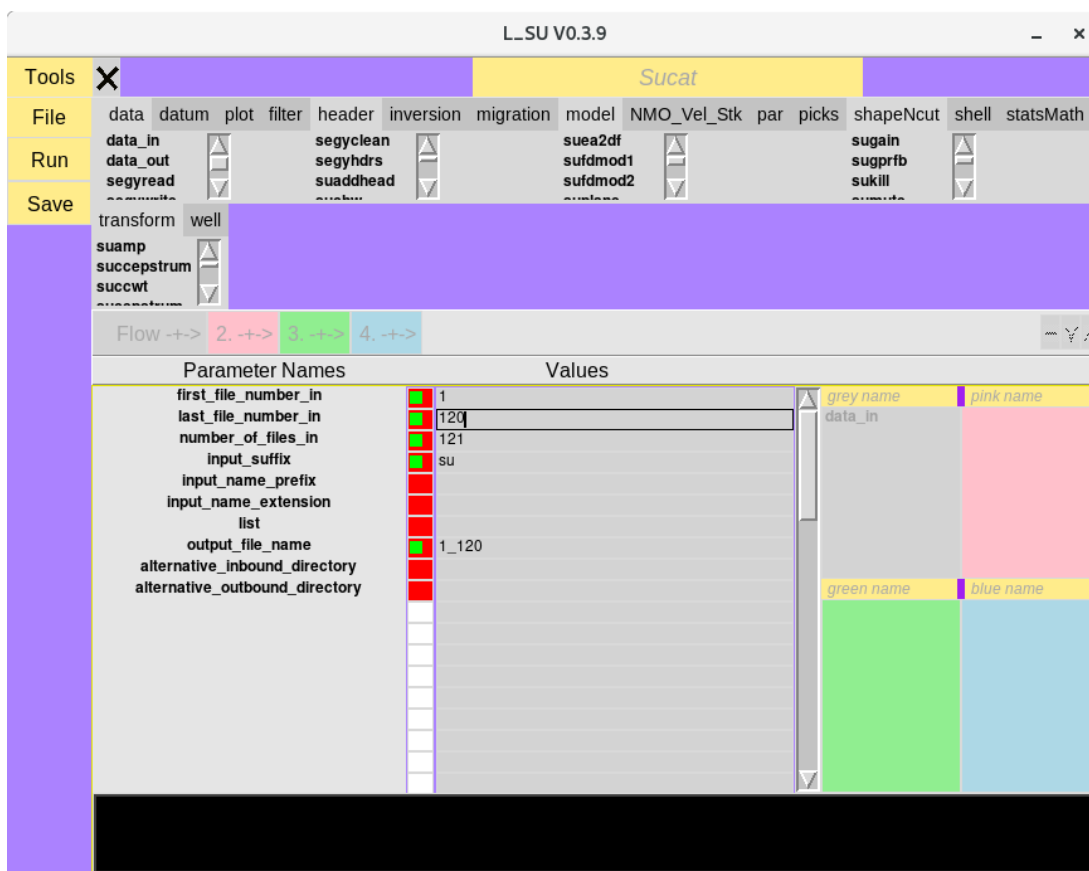 L_SU V0.3.9
Tools
Sucat
File
data datum plot filter header inversion migration model NMO_Vel_Stk par picks shapeNcut shell statsMath
Run
data_in
data_out
segyread
segyclean
segyhdrs
suaddhead
suea2df
sufdmod1
sufdmod2
sugain
sugprfb
sukill
Save
transform well
suamp
succepstrum
succwt
Flow -+-> 2. -+-> 3. -+-> 4. -+->
Parameter Names Values
first_file_number_in 1
last_file_number_in 120
number_of_files_in 121
input_suffix su
input_name_prefix
input_name_extension
list
output_file_name 1_120
alternative_inbound_directory
alternative_outbound_directory
grey name pink name
data_in
green name blue name